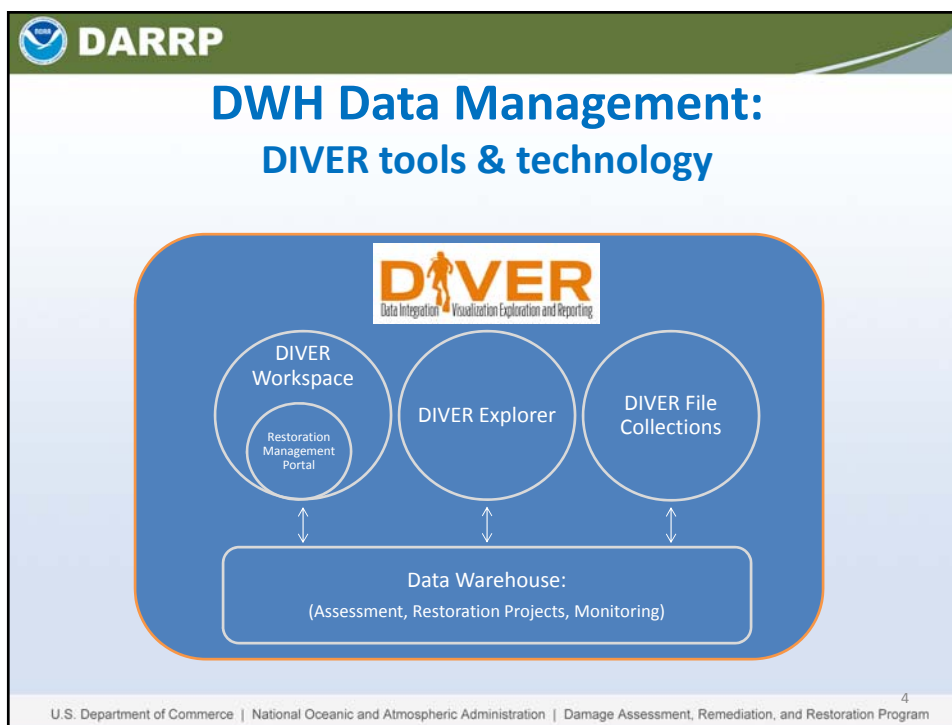 NOAA
DARRP
DWH Data Management:
DIVER tools & technology
DIVER
Data Integration Visualization Exploration and Reporting
DIVER
Workspace
Restoration
Management
Portal
DIVER Explorer
DIVER File
Collections
Data Warehouse:
(Assessment, Restoration Projects, Monitoring)
4
U.S. Department of Commerce | National Oceanic and Atmospheric Administration | Damage Assessment, Remediation, and Restoration Program